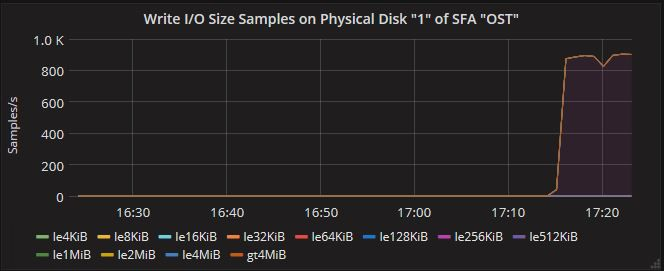 Write I/O Size Samples on Physical Disk "1" of SFA "OST"
1.0 K
800
600
400
200
0
Samples/s
16:30 16:40 16:50 17:00 17:10 17:20
le4KiB le8KiB le16KiB le32KiB le64KiB le128KiB le256KiB le512KiB
le1MiB le2MiB le4MiB gt4MiB